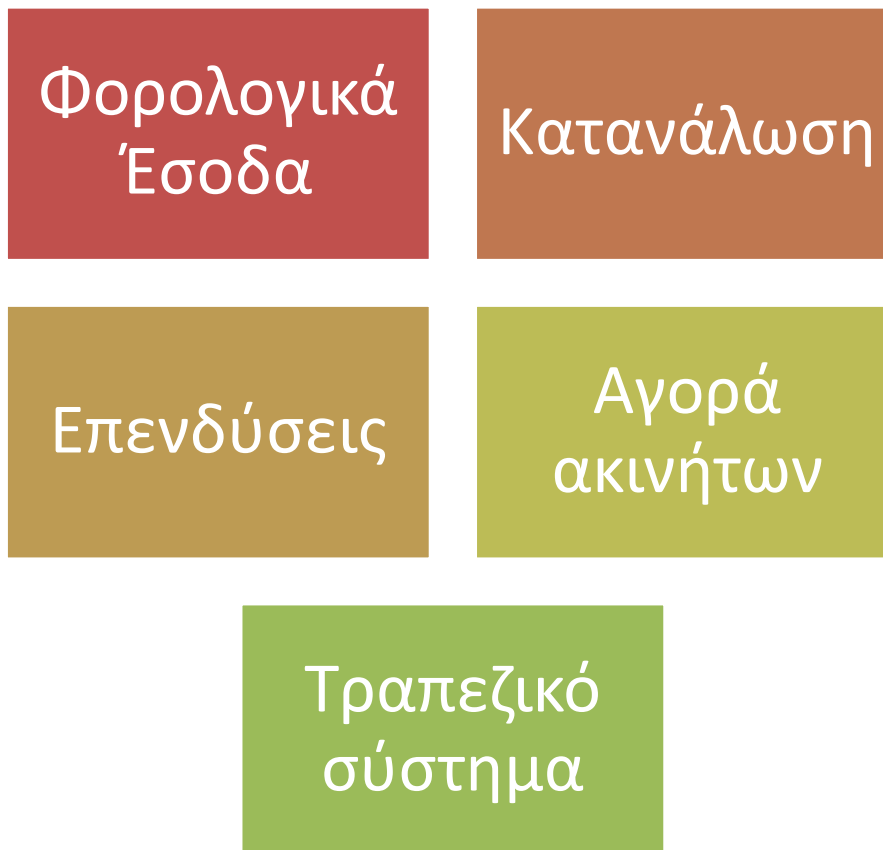 Φορολογικά
Έσοδα
Κατανάλωση
Επενδύσεις
Αγορά
ακινήτων
Τραπεζικό
σύστημα